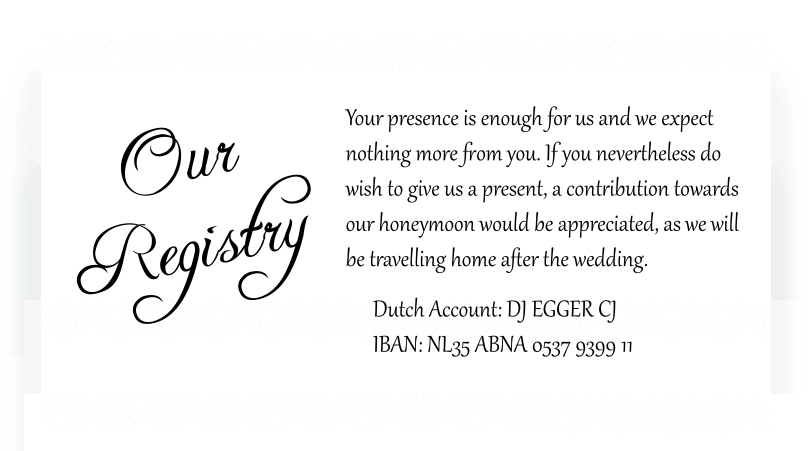 Our
Registry
Your presence is enough for us and we expect
nothing more from you. If you nevertheless do
wish to give us a present, a contribution towards
our honeymoon would be appreciated, as we will
be travelling home after the wedding.
Dutch Account: DJ EGGER CJ
IBAN: NL35 ABNA 0537 9399 11